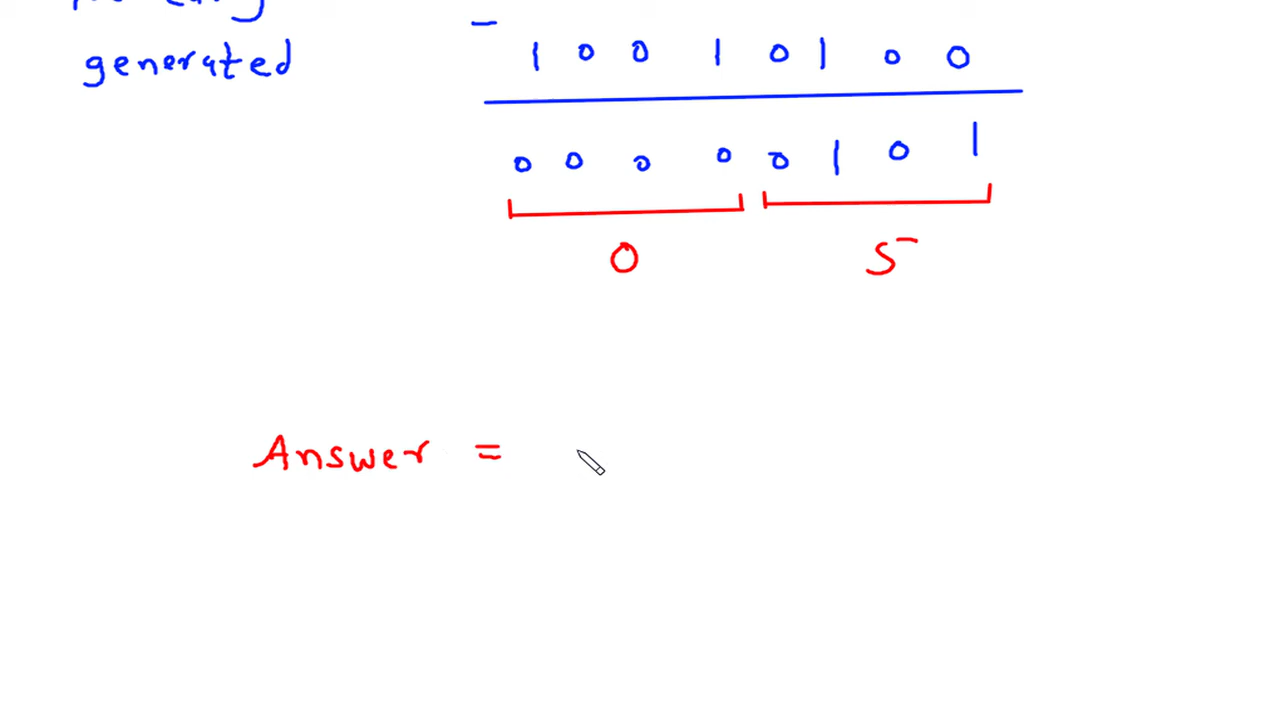 generated
-
1 0 0 1 0 1 0 0
0 0 0 0 0 1 0 1
0 5
Answer =